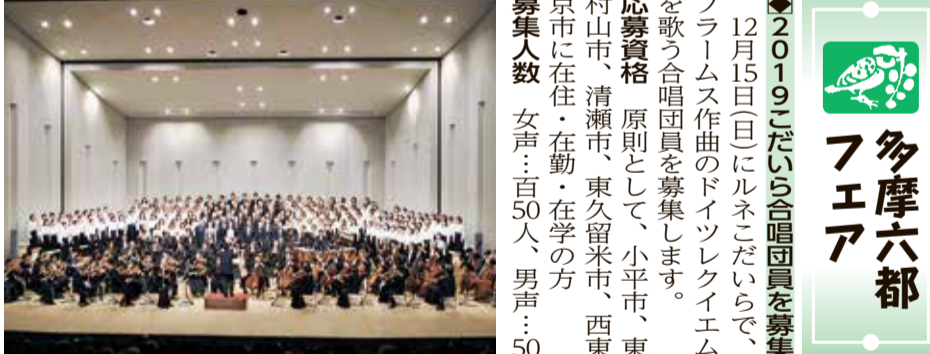 多摩六都
フェア
◆2019こだいら合唱団員を募集
12月15日(日)にルネこだいらで、
ブラームス作曲のドイツレクイエム
を歌う合唱団員を募集します。
応募資格 原則として、小平市、東
村山市、清瀬市、東久留米市、西東
京市に在住・在勤・在学の方
募集人数 女声…百50人、男声…50